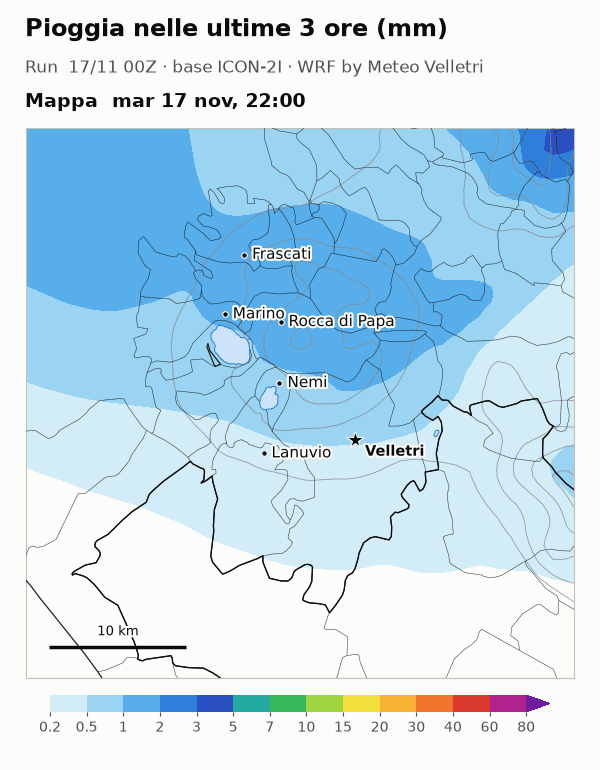 Pioggia nelle ultime 3 ore (mm)
Run  17/11 00Z · base ICON-2I · WRF by Meteo Velletri
Mappa  mar 17 nov, 22:00
Frascati
Marino
Rocca di Papa
Nemi
Velletri
Lanuvio
10 km
0.2 0.5 1 2 3 5 7 10 15 20 30 40 60 80